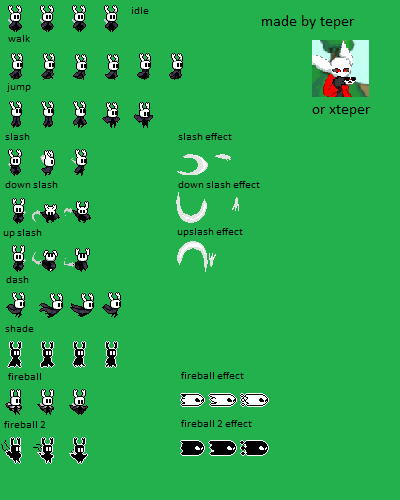 idle
made by teper
walk
jump
or xteper
slash
slash effect
down slash
down slash effect
up slash
upslash effect
dash
shade
fireball
fireball effect
fireball 2
fireball 2 effect